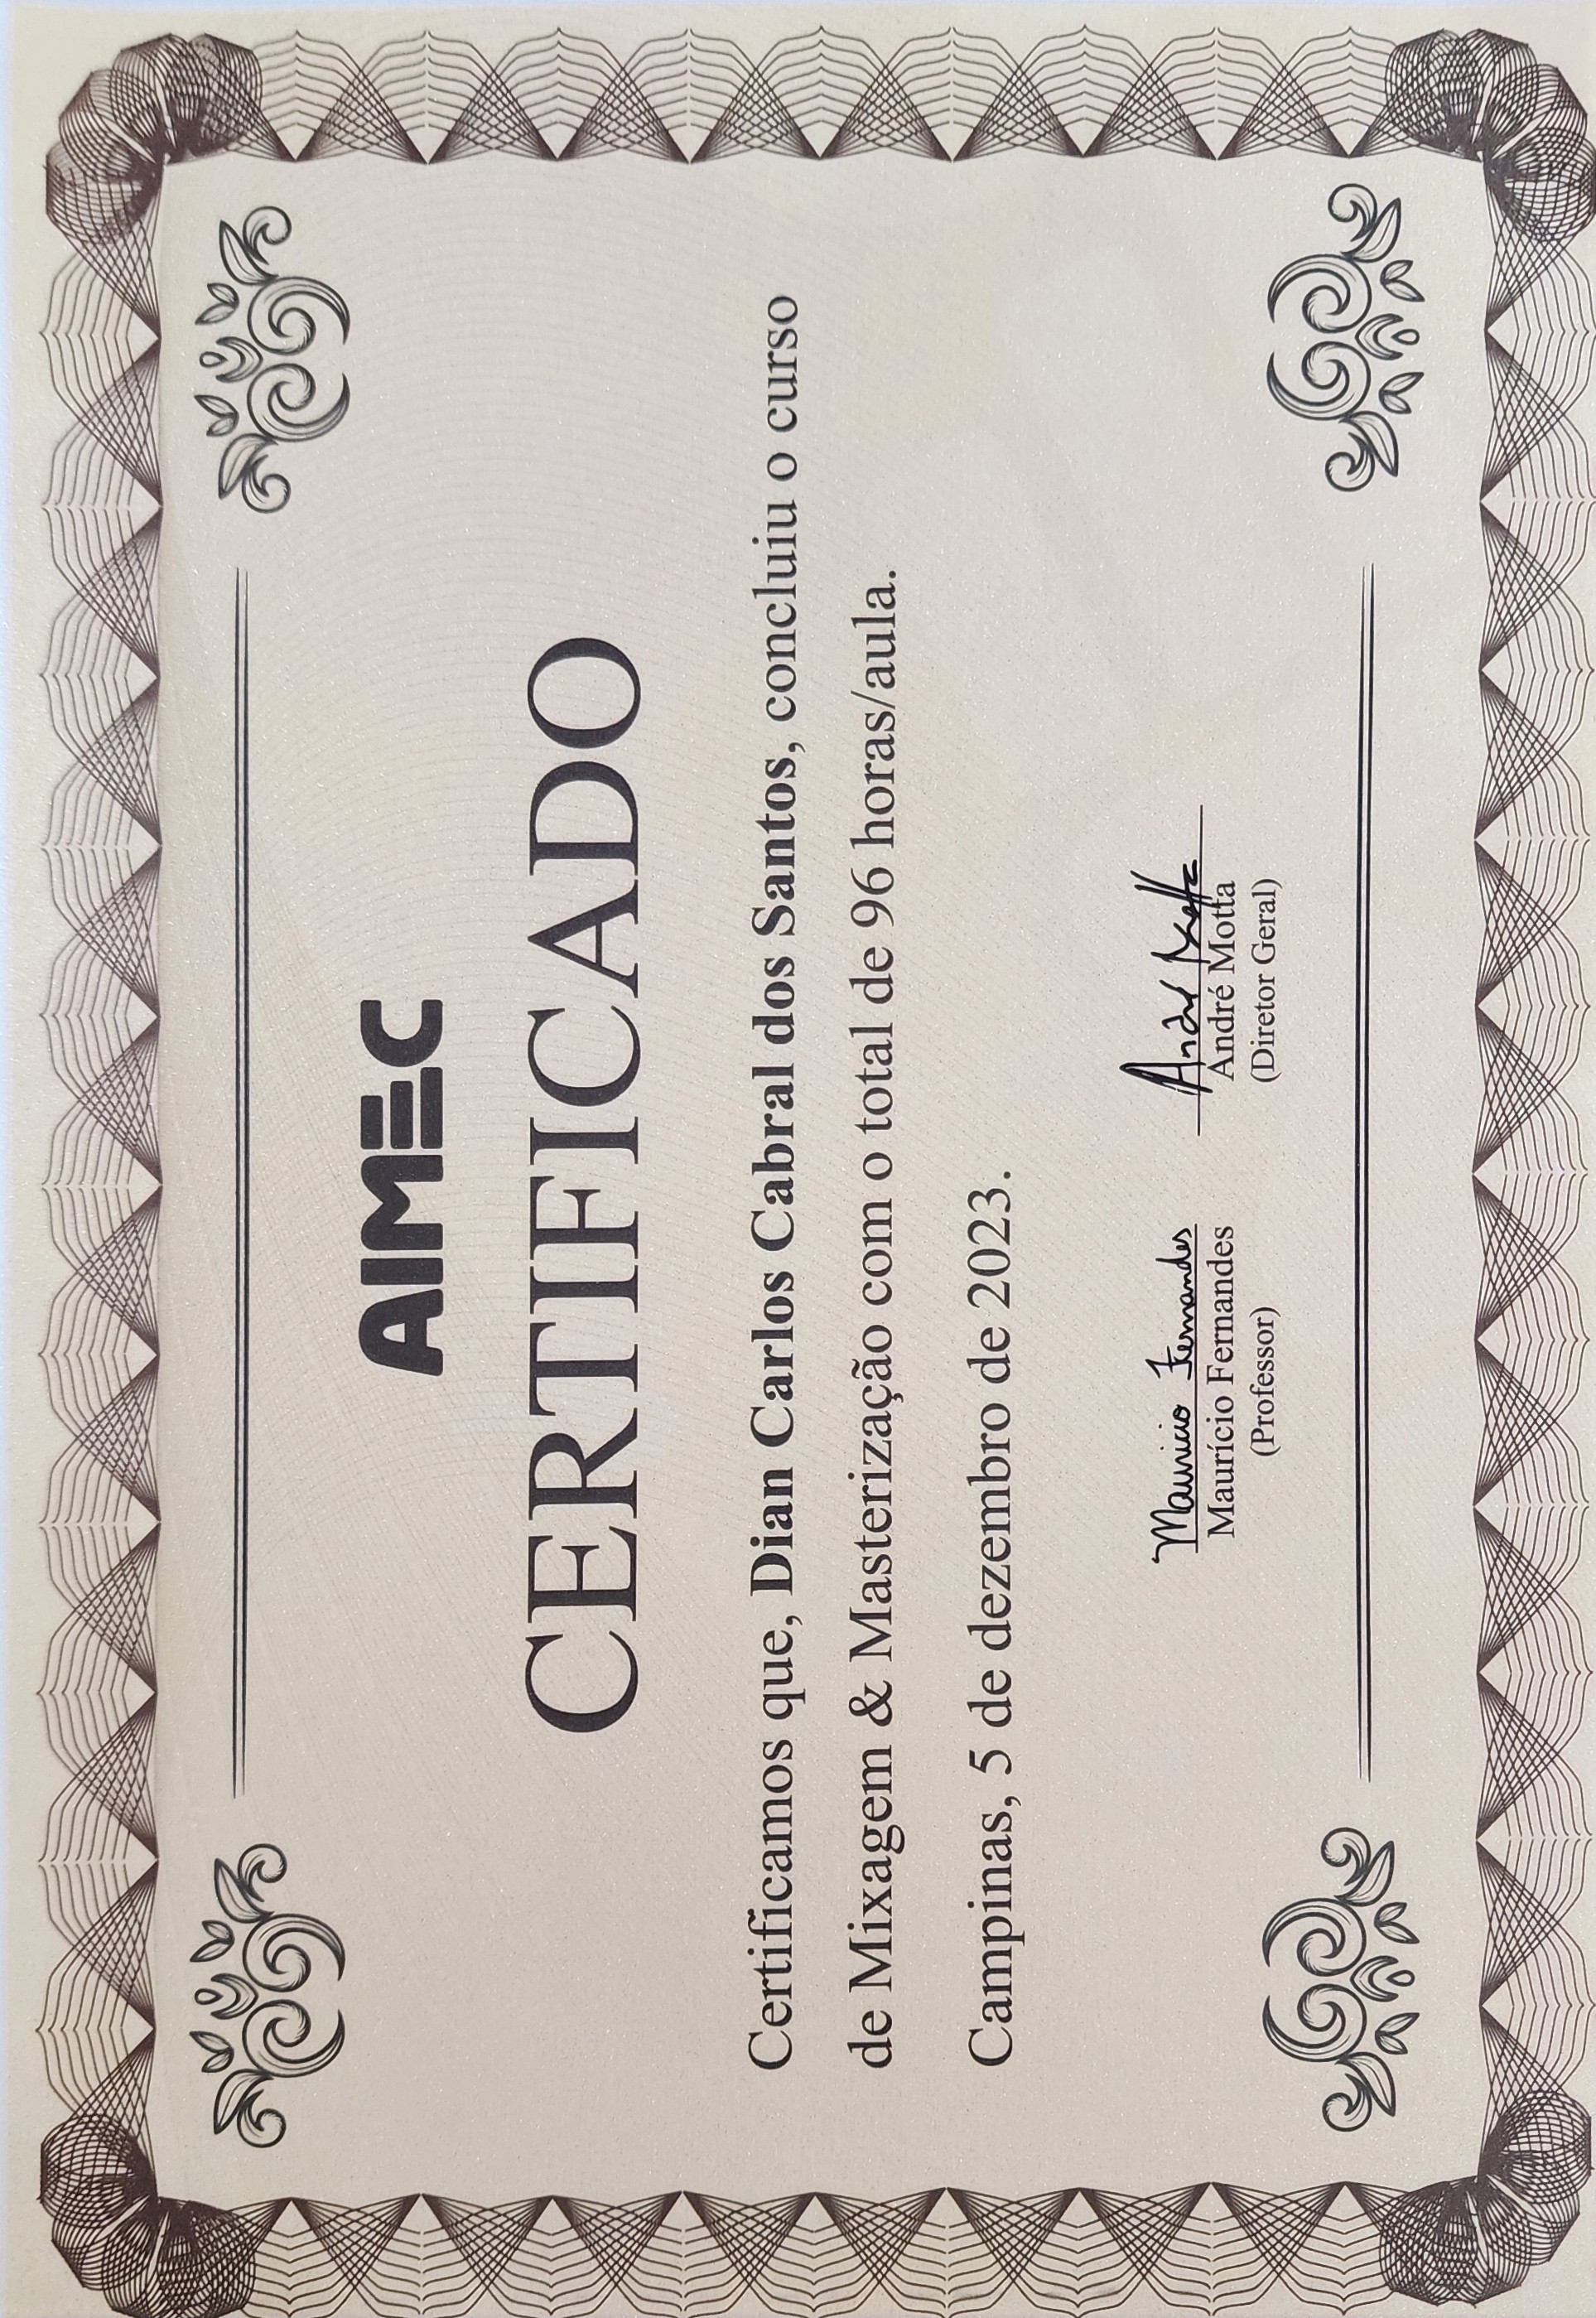 AIMEC
CERTIFICADO
Certificamos que, Dian Carlos Cabral dos Santos, concluiu o curso
de Mixagem & Masterização com o total de 96 horas/aula.
Campinas, 5 de dezembro de 2023.
Mauricio Fernandes André Motta
Maurício Fernandes André Motta
(Professor) (Diretor Geral)